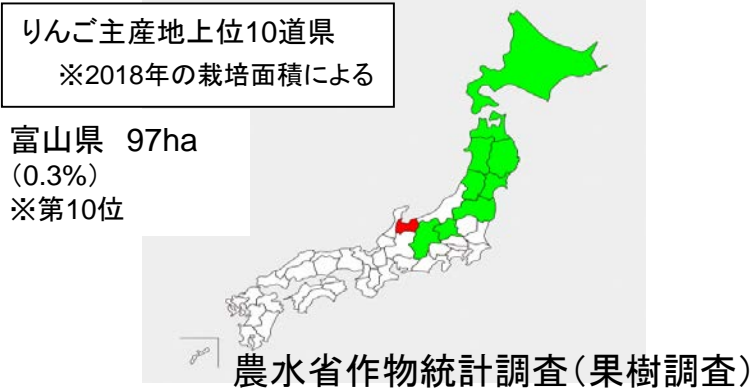 りんご主産地上位10道県
※2018年の栽培面積による
富山県　97ha
(0.3%)
※第10位
農水省作物統計調査(果樹調査)